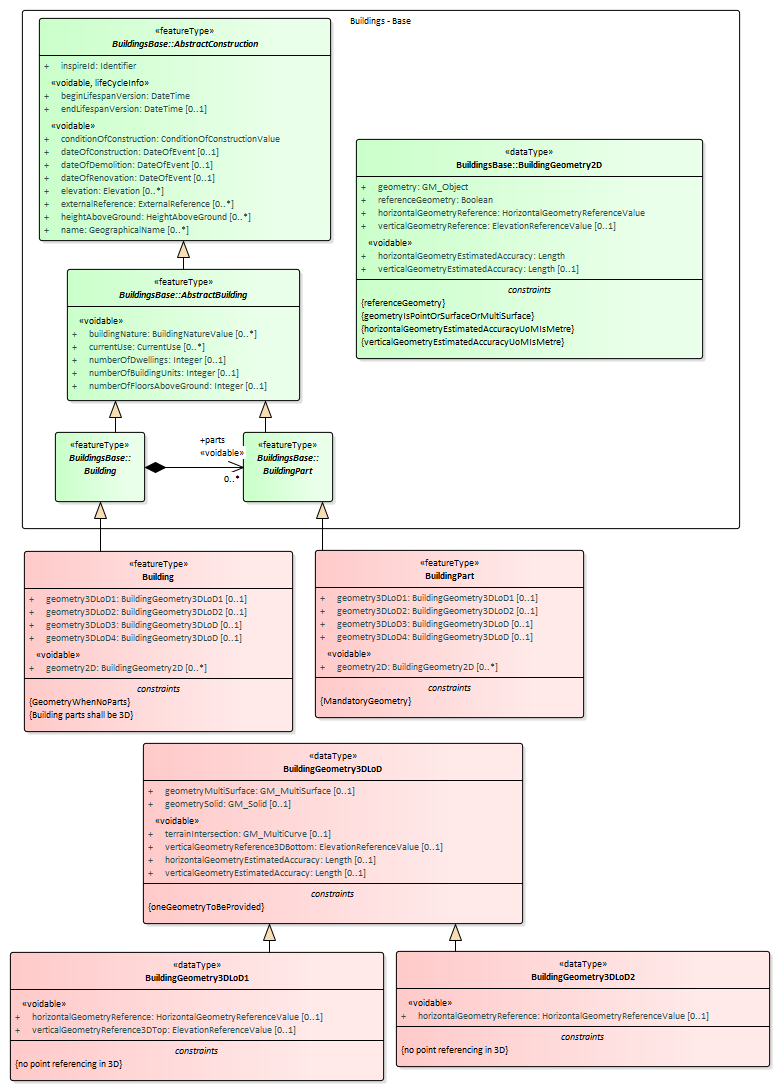 Buildings - Base
«featureType»
BuildingsBase::AbstractConstruction
+ inspireId: Identifier
«voidable, lifeCycleInfo»
+ beginLifespanVersion: DateTime
+ endLifespanVersion: DateTime [0..1]
«voidable»
+ conditionOfConstruction: ConditionOfConstructionValue
+ dateOfConstruction: DateOfEvent [0..1]
+ dateOfDemolition: DateOfEvent [0..1]
+ dateOfRenovation: DateOfEvent [0..1]
+ elevation: Elevation [0..*]
+ externalReference: ExternalReference [0..*]
+ heightAboveGround: HeightAboveGround [0..*]
+ name: GeographicalName [0..*]
«dataType»
BuildingsBase::BuildingGeometry2D
+ geometry: GM_Object
+ referenceGeometry: Boolean
+ horizontalGeometryReference: HorizontalGeometryReferenceValue
+ verticalGeometryReference: ElevationReferenceValue [0..1]
«voidable»
+ horizontalGeometryEstimatedAccuracy: Length
+ verticalGeometryEstimatedAccuracy: Length [0..1]
constraints
{referenceGeometry}
{geometryIsPointOrSurfaceOrMultiSurface}
{horizontalGeometryEstimatedAccuracyUoMIsMetre}
{verticalGeometryEstimatedAccuracyUoMIsMetre}
«featureType»
BuildingsBase::AbstractBuilding
«voidable»
+ buildingNature: BuildingNatureValue [0..*]
+ currentUse: CurrentUse [0..*]
+ numberOfDwellings: Integer [0..1]
+ numberOfBuildingUnits: Integer [0..1]
+ numberOfFloorsAboveGround: Integer [0..1]
«featureType»
BuildingsBase::
Building
+parts
«voidable»
0..*
«featureType»
BuildingsBase::
BuildingPart
«featureType»
Building
+ geometry3DLoD1: BuildingGeometry3DLoD1 [0..1]
+ geometry3DLoD2: BuildingGeometry3DLoD2 [0..1]
+ geometry3DLoD3: BuildingGeometry3DLoD [0..1]
+ geometry3DLoD4: BuildingGeometry3DLoD [0..1]
«voidable»
+ geometry2D: BuildingGeometry2D [0..*]
constraints
{GeometryWhenNoParts}
{Building parts shall be 3D}
«featureType»
BuildingPart
+ geometry3DLoD1: BuildingGeometry3DLoD1 [0..1]
+ geometry3DLoD2: BuildingGeometry3DLoD2 [0..1]
+ geometry3DLoD3: BuildingGeometry3DLoD [0..1]
+ geometry3DLoD4: BuildingGeometry3DLoD [0..1]
«voidable»
+ geometry2D: BuildingGeometry2D [0..*]
constraints
{MandatoryGeometry}
«dataType»
BuildingGeometry3DLoD
+ geometryMultiSurface: GM_MultiSurface [0..1]
+ geometrySolid: GM_Solid [0..1]
«voidable»
+ terrainIntersection: GM_MultiCurve [0..1]
+ verticalGeometryReference3DBottom: ElevationReferenceValue [0..1]
+ horizontalGeometryEstimatedAccuracy: Length [0..1]
+ verticalGeometryEstimatedAccuracy: Length [0..1]
constraints
{oneGeometryToBeProvided}
«dataType»
BuildingGeometry3DLoD1
«voidable»
+ horizontalGeometryReference: HorizontalGeometryReferenceValue [0..1]
+ verticalGeometryReference3DTop: ElevationReferenceValue [0..1]
constraints
{no point referencing in 3D}
«dataType»
BuildingGeometry3DLoD2
«voidable»
+ horizontalGeometryReference: HorizontalGeometryReferenceValue [0..1]
constraints
{no point referencing in 3D}